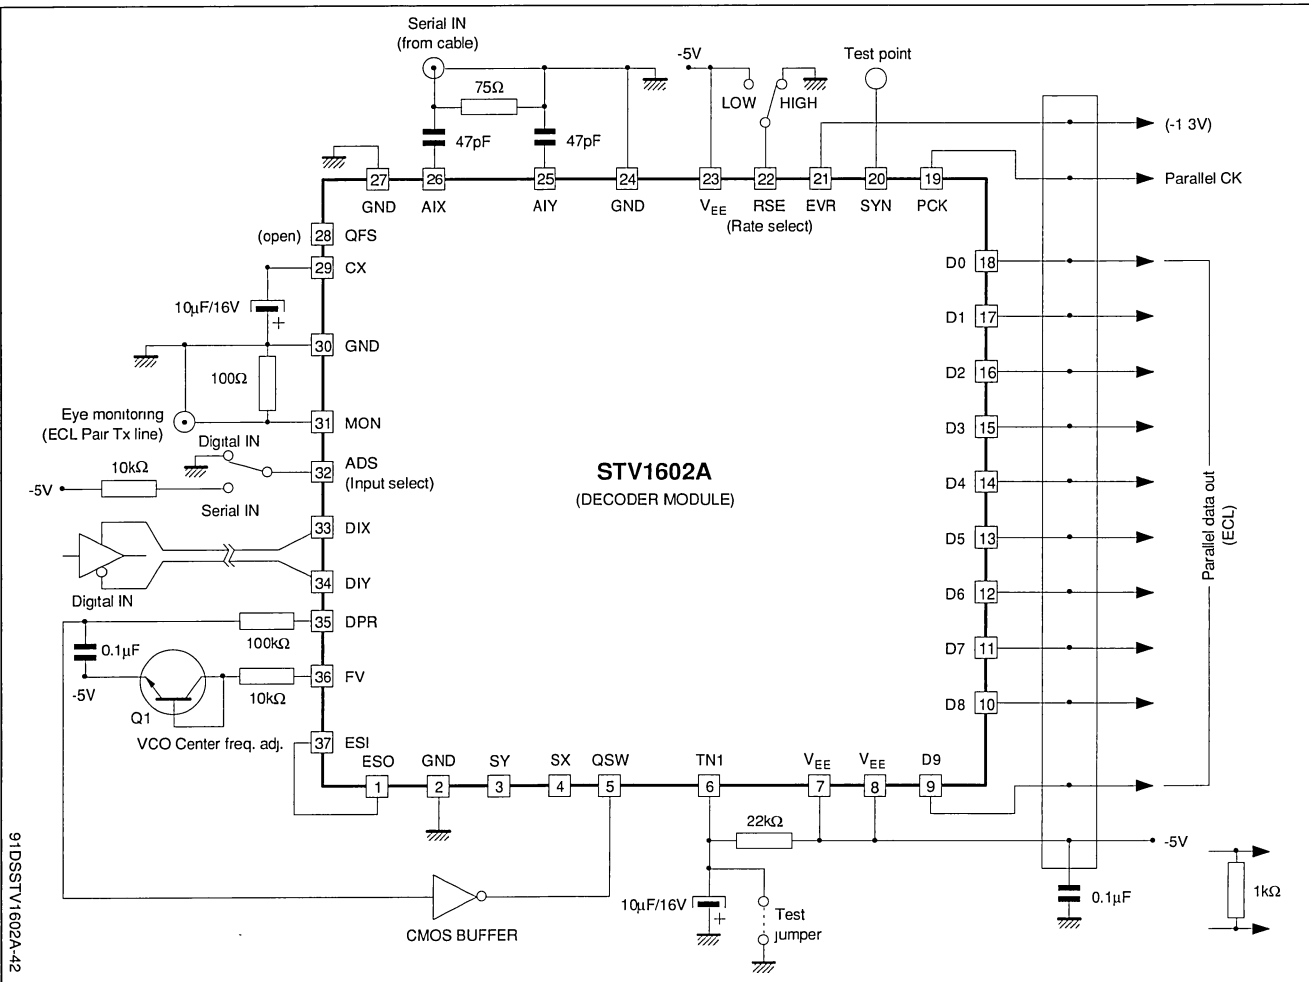 Serial IN
(from cable)
75Ω
47pF
47pF
-5V
LOW
HIGH
Test point
(-1 3V)
Parallel CK
27
26
25
24
23
22
21
20
19
GND
AIX
AIY
GND
VEE
RSE
EVR
SYN
PCK
(Rate select)
(open)
28
QFS
29
CX
10µF/16V
+
30
GND
100Ω
Eye monitoring
(ECL Pair Tx line)
31
MON
Digital IN
10kΩ
-5V
Serial IN
32
ADS
(Input select)
33
DIX
34
DIY
Digital IN
35
DPR
100kΩ
0.1µF
-5V
36
FV
10kΩ
Q1
VCO Center freq. adj.
37
ESI
STV1602A
(DECODER MODULE)
D0
18
D1
17
D2
16
D3
15
D4
14
D5
13
D6
12
D7
11
D8
10
Parallel data out
(ECL)
ESO
GND
SY
SX
QSW
TN1
VEE
VEE
D9
1
2
3
4
5
6
7
8
9
22kΩ
-5V
CMOS BUFFER
10µF/16V
+
Test
jumper
0.1µF
1kΩ
91DSSTV1602A-42